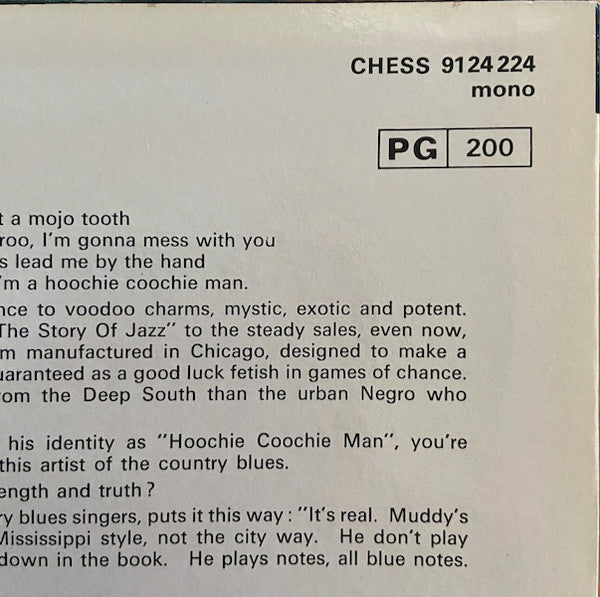 CHESS 9124 224
mono
PG 200
t a mojo tooth
roo, I'm gonna mess with you
s lead me by the hand
'm a hoochie coochie man.
nce to voodoo charms, mystic, exotic and potent.
The Story Of Jazz" to the steady sales, even now,
m manufactured in Chicago, designed to make a
uaranteed as a good luck fetish in games of chance.
rom the Deep South than the urban Negro who
his identity as "Hoochie Coochie Man", you're
this artist of the country blues.
ength and truth?
ry blues singers, puts it this way: "It's real. Muddy's
Mississippi style, not the city way. He don't play
down in the book. He plays notes, all blue notes.